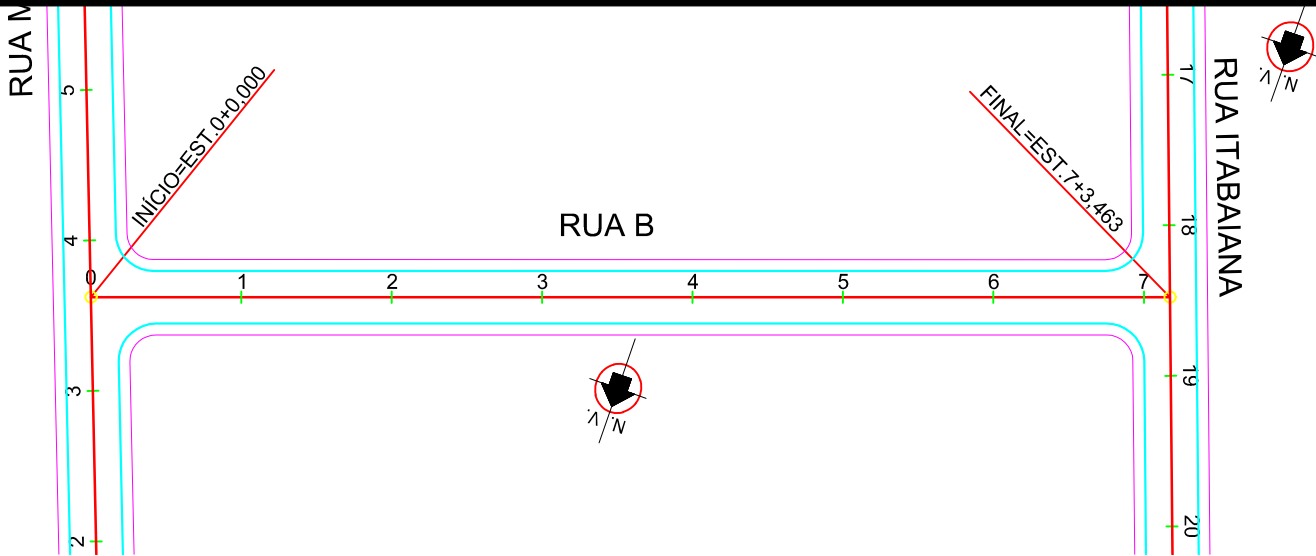 RUA M
5
INÍCIO=EST.0+0,000
4
0
1
2
3
4
5
6
7
RUA B
FINAL=EST.7+3,463
17
18
RUA ITABAIANA
N.
V.
3
2
N.
V.
19
20